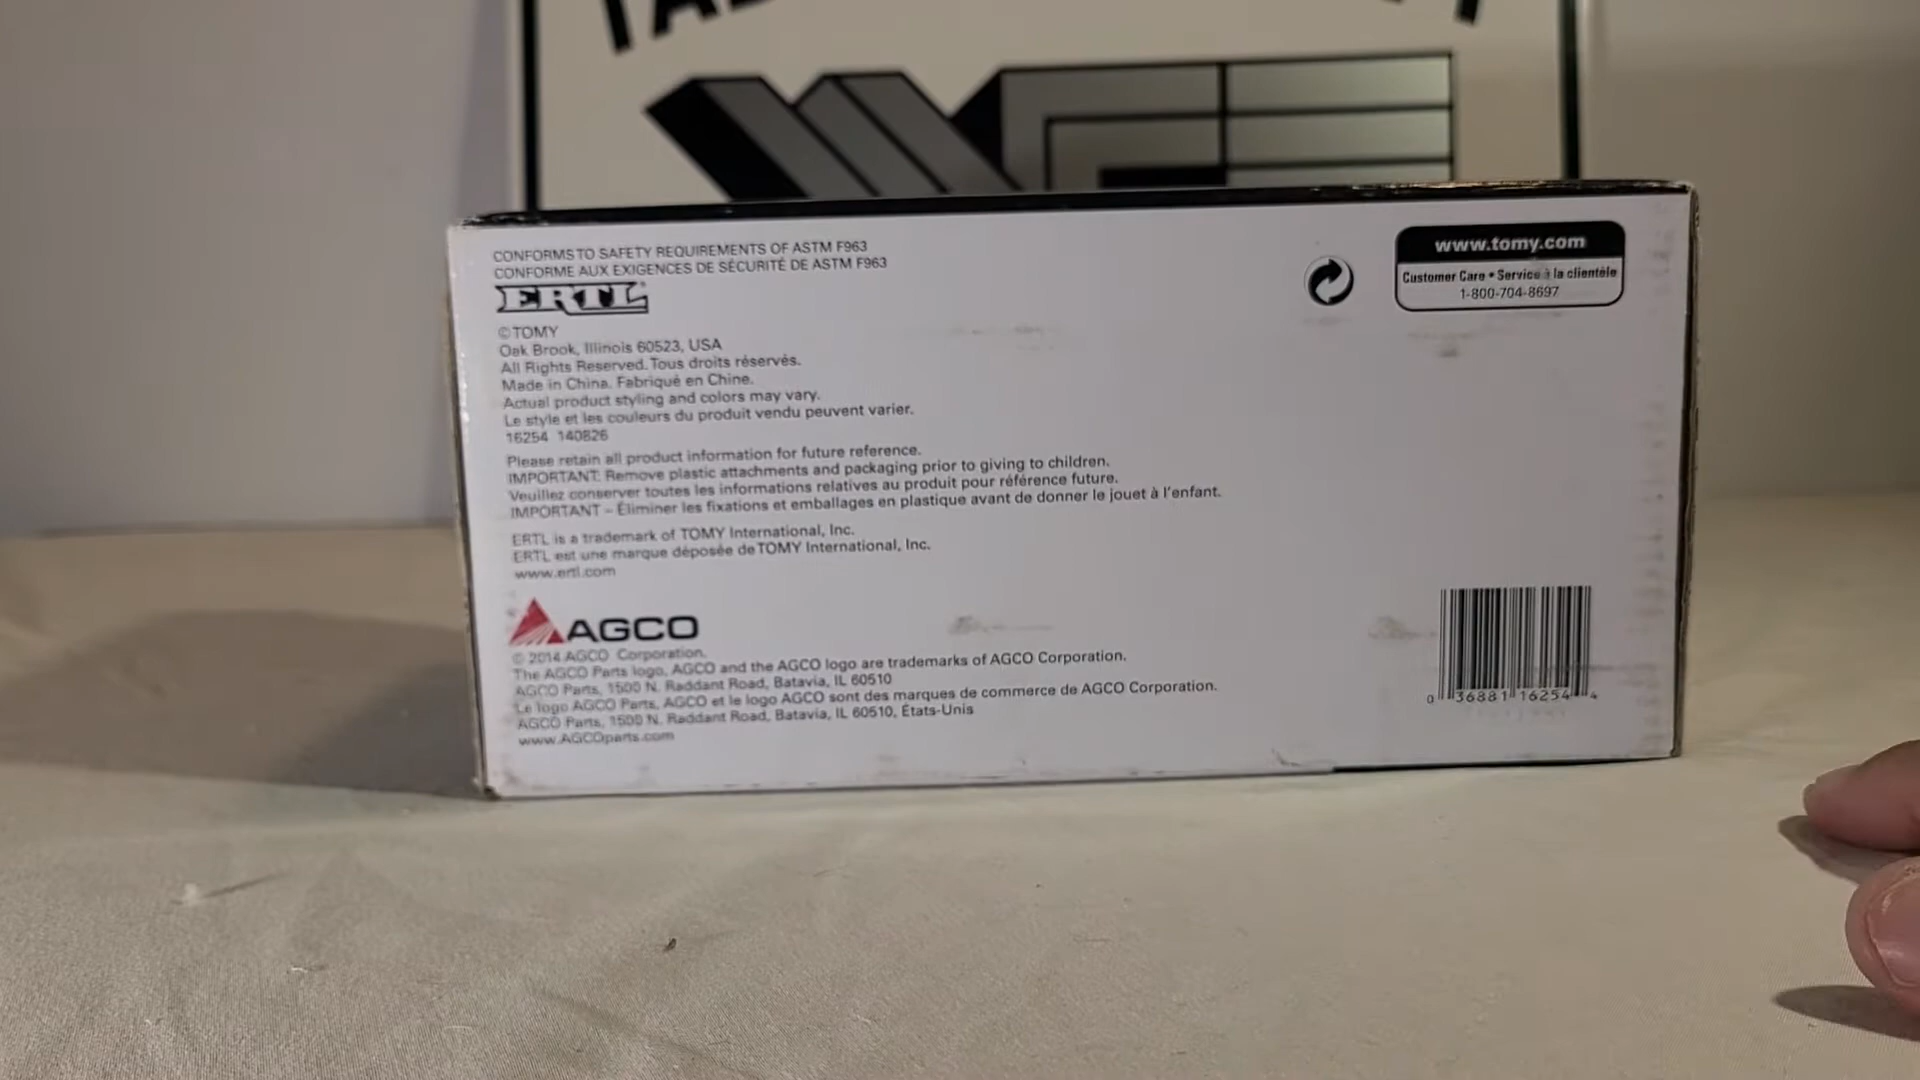 CONFORMS TO SAFETY REQUIREMENTS OF ASTM F963
CONFORME AUX EXIGENCES DE SÉCURITÉ DE ASTM F963
ERTL
© TOMY
Oak Brook, Illinois 60523, USA
All Rights Reserved. Tous droits réservés.
Made in China. Fabriqué en Chine.
Actual product styling and colors may vary.
Le style et les couleurs du produit vendu peuvent varier.
16254 140826
Please retain all product information for future reference.
IMPORTANT: Remove plastic attachments and packaging prior to giving to children.
Veuillez conserver toutes les informations relatives au produit pour référence future.
IMPORTANT – Éliminer les fixations et emballages en plastique avant de donner le jouet à l'enfant.
ERTL is a trademark of TOMY International, Inc.
ERTL est une marque déposée de TOMY International, Inc.
www.ertl.com
AGCO
© 2014 AGCO Corporation.
The AGCO Parts logo, AGCO and the AGCO logo are trademarks of AGCO Corporation.
AGCO Parts, 1500 N. Raddant Road, Batavia, IL 60510
Le logo AGCO Parts, AGCO et le logo AGCO sont des marques de commerce de AGCO Corporation.
AGCO Parts, 1500 N. Raddant Road, Batavia, IL 60510, États-Unis
www.AGCOparts.com
www.tomy.com
Customer Care • Service à la clientèle
1-800-704-8697
0 36881 16254 4